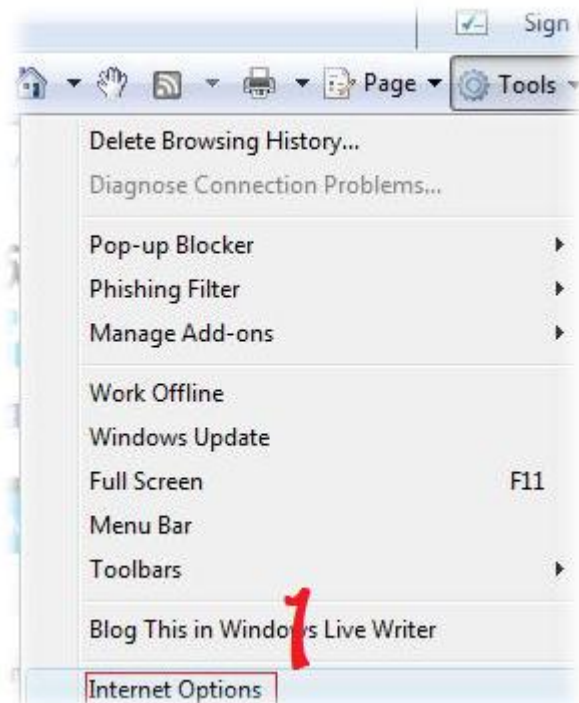 Sign
Page Tools
Delete Browsing History...
Diagnose Connection Problems...
Pop-up Blocker
Phishing Filter
Manage Add-ons
Work Offline
Windows Update
Full Screen F11
Menu Bar
Toolbars
1
Blog This in Windows Live Writer
Internet Options